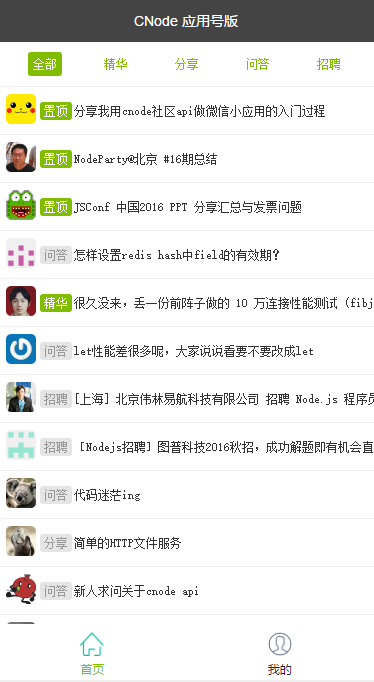 CNode 应用号版
全部 精华 分享 问答 招聘
置顶 分享我用cnode社区api做微信小应用的入门过程
置顶 NodeParty@北京 #16期总结
置顶 JSConf 中国2016 PPT 分享汇总与发票问题
问答 怎样设置redis hash中field的有效期?
精华 很久没来，丢一份前阵子做的 10 万连接性能测试 (fibj
问答 let性能差很多呢，大家说说看要不要改成let
招聘 [上海] 北京伟林易航科技有限公司 招聘 Node.js 程序员
招聘 [Nodejs招聘] 图普科技2016秋招，成功解题即有机会直
问答 代码迷茫ing
分享 简单的HTTP文件服务
问答 新人求问关于cnode api
首页 我的